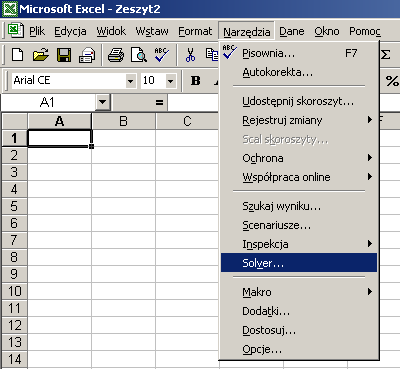 Microsoft Excel - Zeszyt2
Plik Edycja Widok Wstaw Format Narzędzia Dane Okno Pomoc
Arial CE 10 B %
A1 =
A B C F
1
2
3
4
5
6
7
8
9
10
11
12
13
14
Pisownia... F7
Autokorekta...
Udostępnij skoroszyt...
Rejestruj zmiany
Scal skoroszyty...
Ochrona
Współpraca online
Szukaj wyniku...
Scenariusze...
Inspekcja
Solver...
Makro
Dodatki...
Dostosuj...
Opcje...